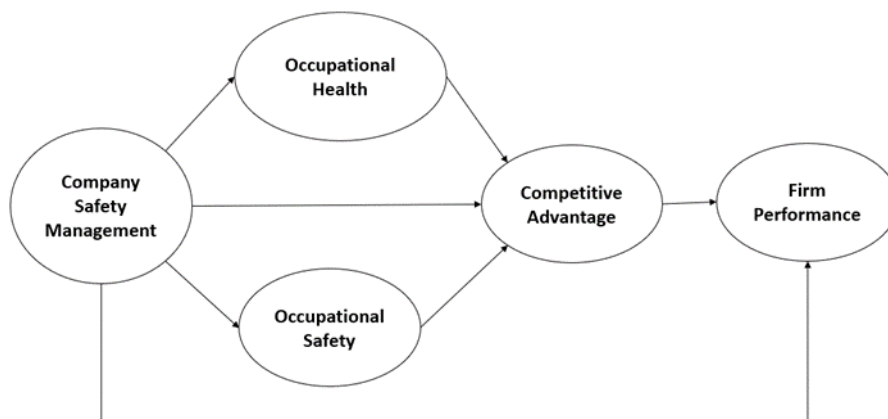 Occupational
Health
Company
Safety
Management
Competitive
Advantage
Firm
Performance
Occupational
Safety